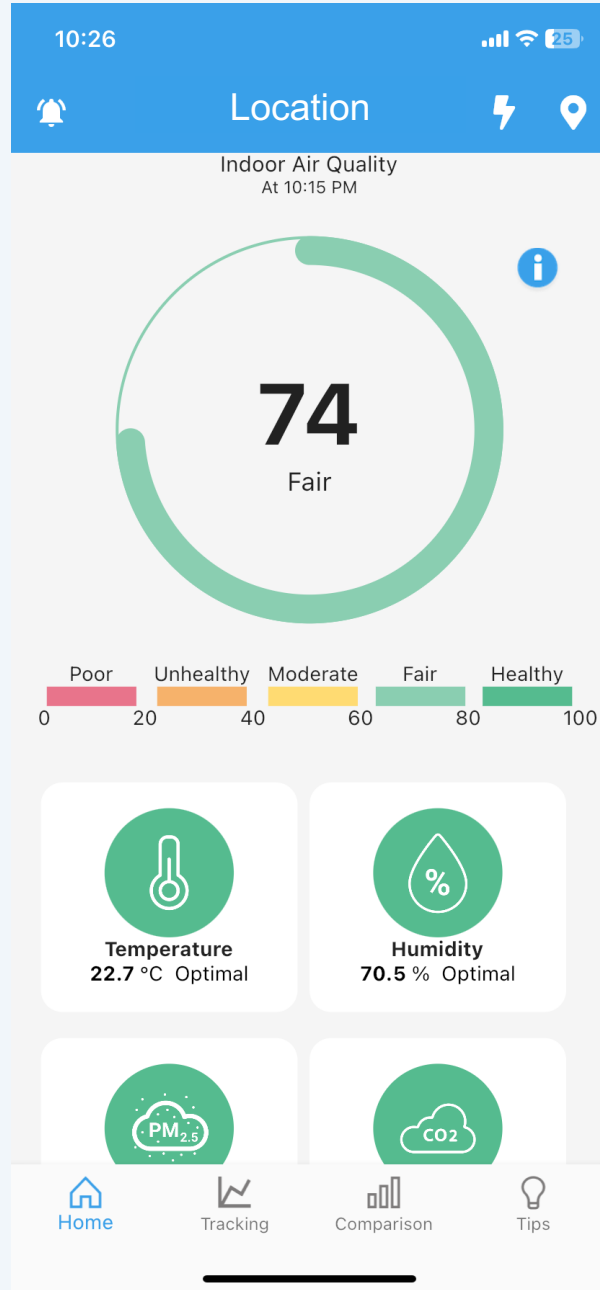 10:26
25
Location
Indoor Air Quality
At 10:15 PM
74
Fair
Poor Unhealthy Moderate Fair Healthy
0 20 40 60 80 100
%
Temperature
22.7 °C Optimal
Humidity
70.5 % Optimal
PM2.5
CO2
Home Tracking Comparison Tips